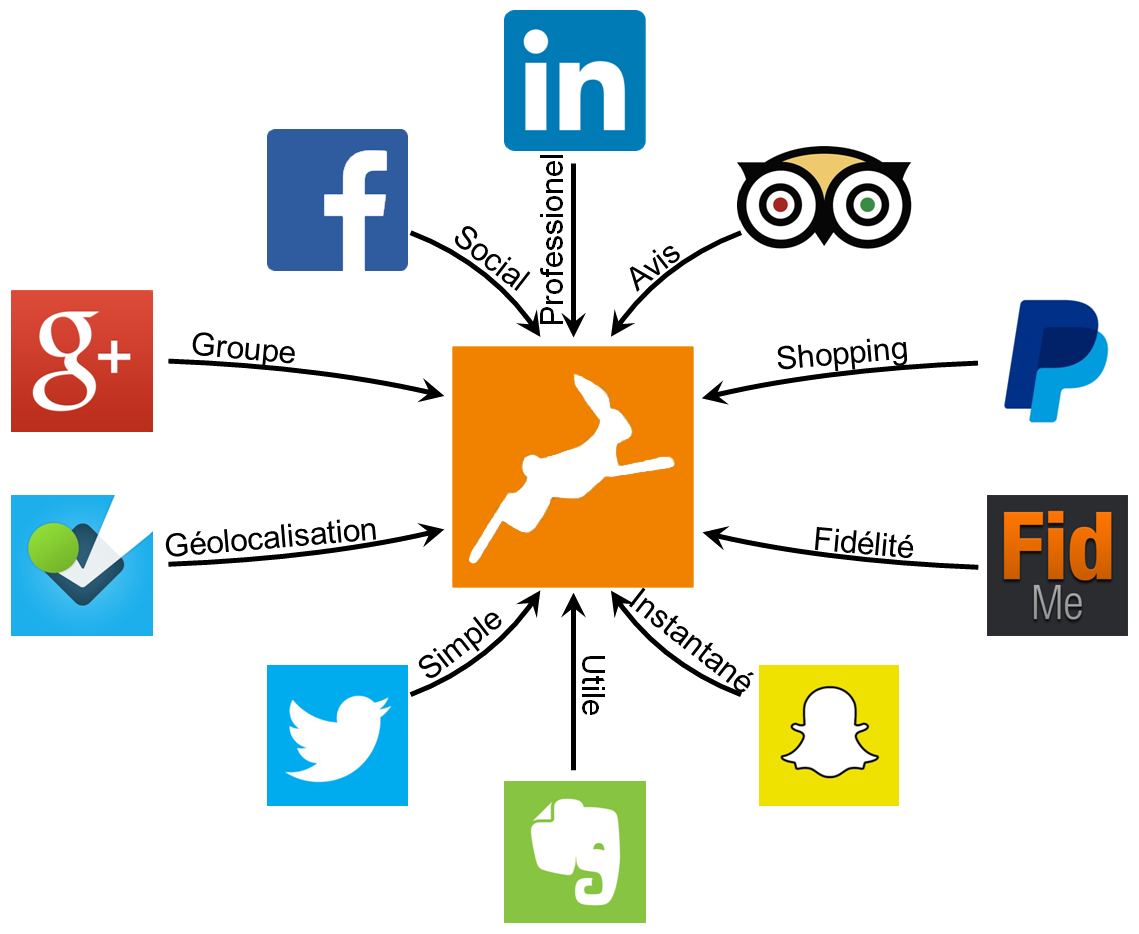 in
f
Professionel
Social
Avis
g+
Groupe
Shopping
Géolocalisation
Fidélité
Fid
Me
Simple
Utile
Instantané